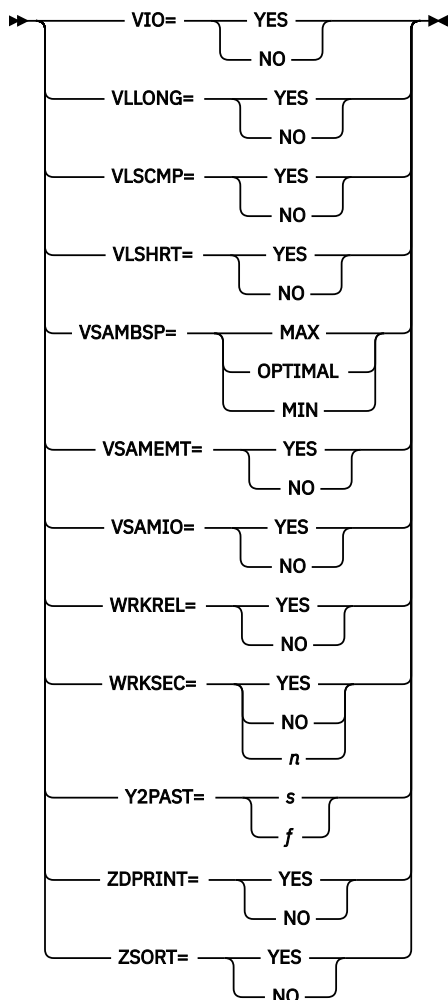 VIO= YES
NO
VLLONG= YES
NO
VLSCMP= YES
NO
VLSHRT= YES
NO
VSAMBSP= MAX
OPTIMAL
MIN
VSAMEMT= YES
NO
VSAMIO= YES
NO
WRKREL= YES
NO
WRKSEC= YES
NO
n
Y2PAST= s
f
ZDPRINT= YES
NO
ZSORT= YES
NO